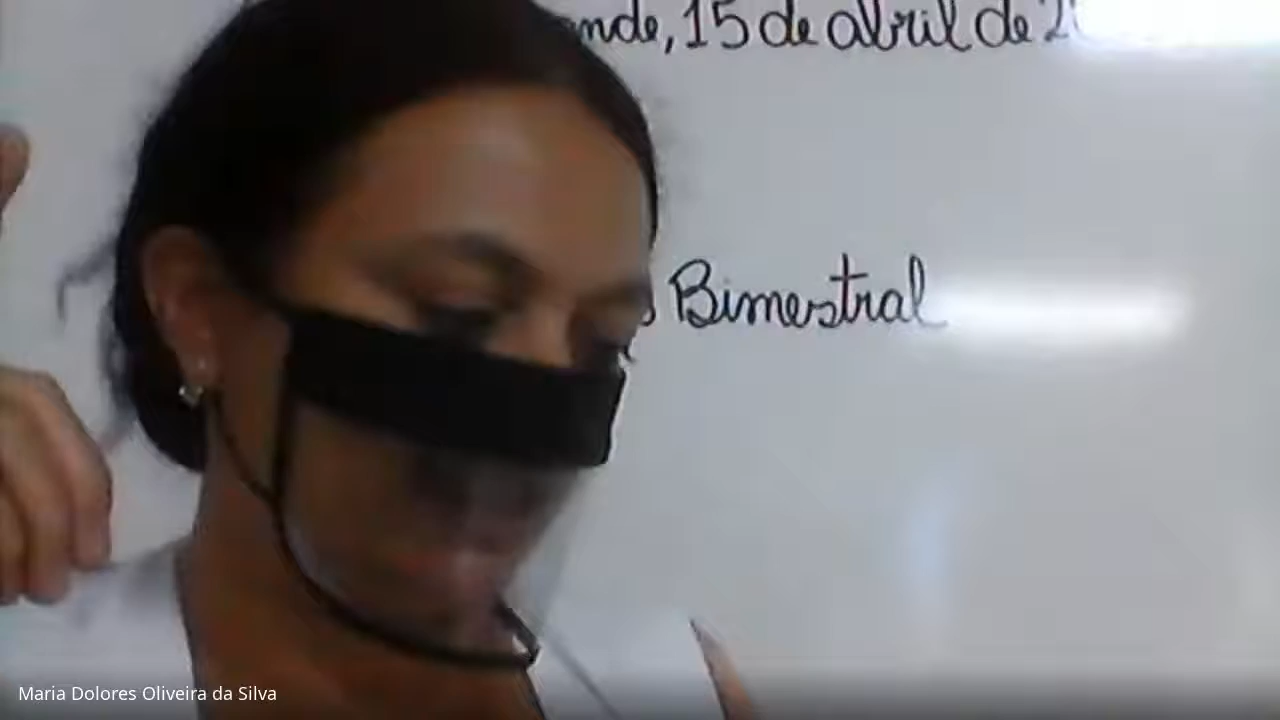 nde, 15 de abril de 2
Bimestral
Maria Dolores Oliveira da Silva